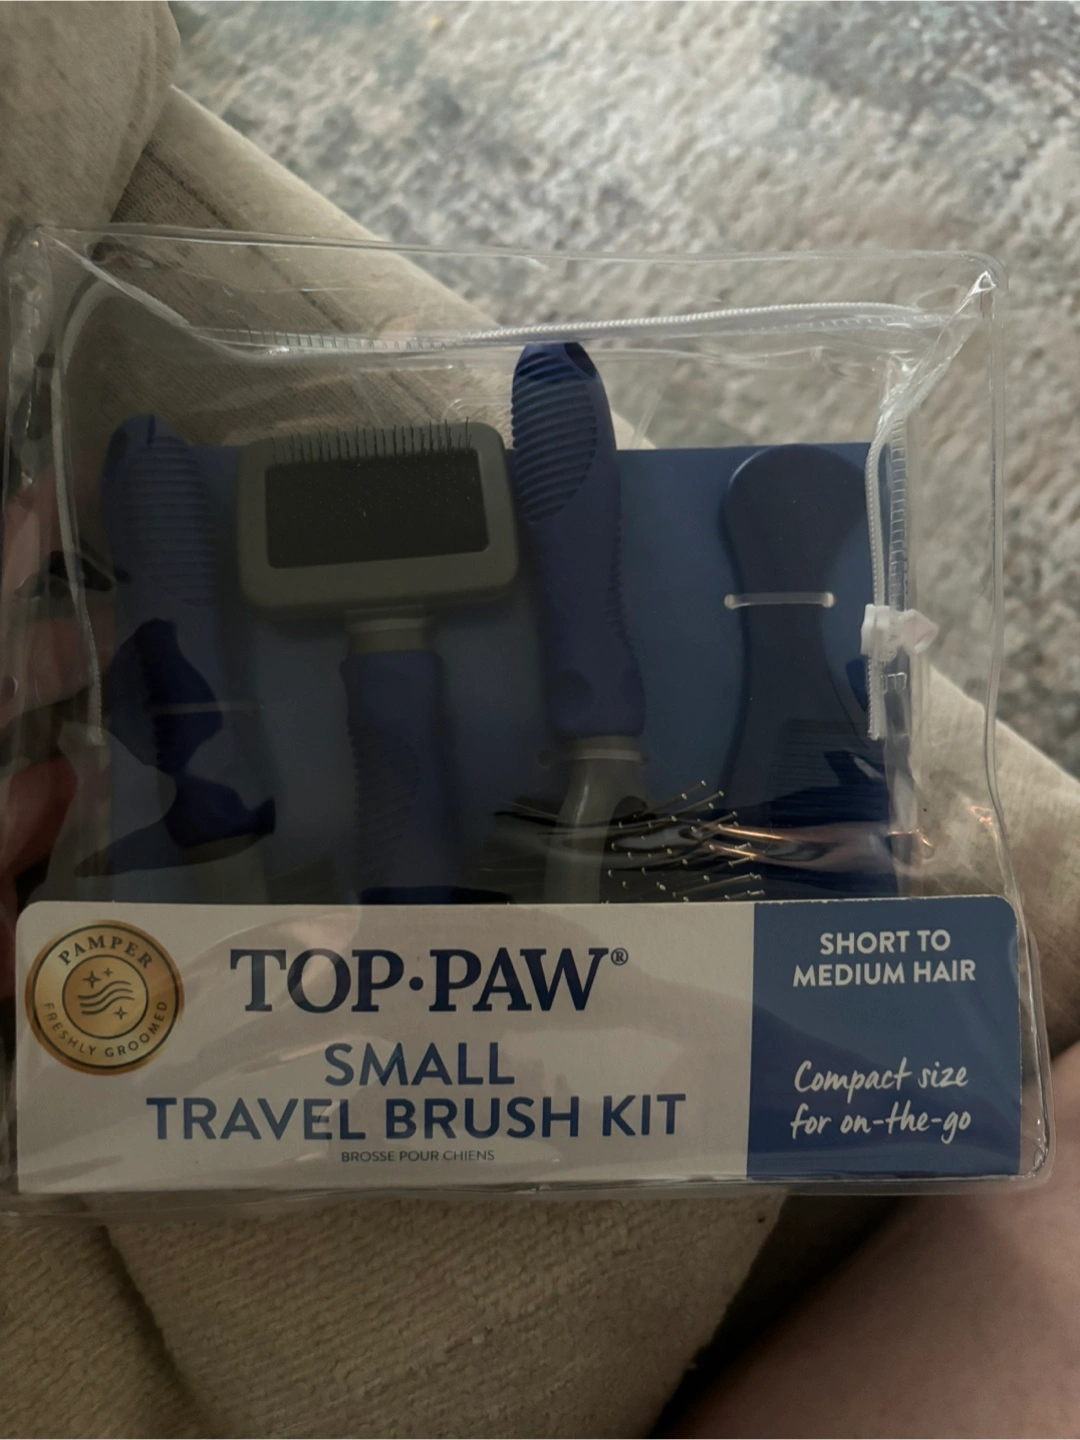 PAMPER
FRESHLY GROOMED
TOP·PAW®
SMALL
TRAVEL BRUSH KIT
BROSSE POUR CHIENS
SHORT TO
MEDIUM HAIR
Compact size
for on-the-go